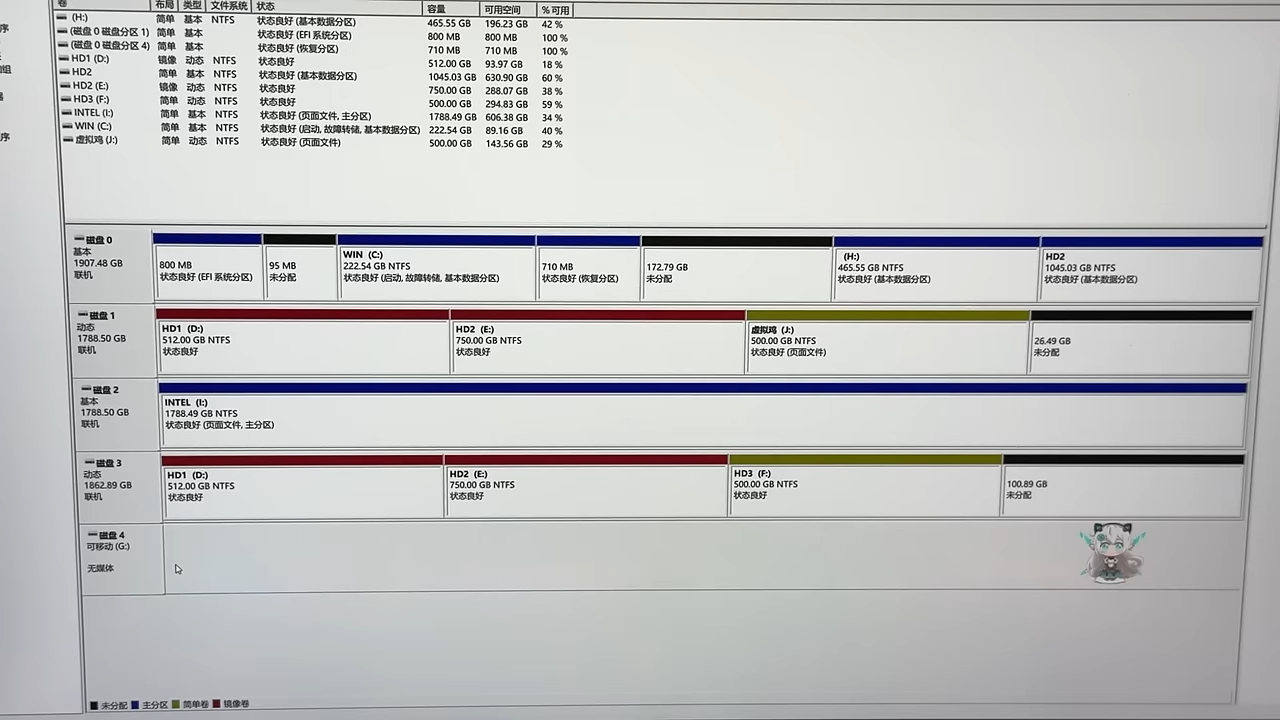 卷 布局 类型 文件系统 状态 容量 可用空间 % 可用
(H:) 简单 基本 NTFS 状态良好 (基本数据分区) 465.55 GB 196.23 GB 42 %
(磁盘 0 磁盘分区 1) 简单 基本 状态良好 (EFI 系统分区) 800 MB 800 MB 100 %
(磁盘 0 磁盘分区 4) 简单 基本 状态良好 (恢复分区) 710 MB 710 MB 100 %
HD1 (D:) 镜像 动态 NTFS 状态良好 512.00 GB 93.97 GB 18 %
HD2 简单 基本 NTFS 状态良好 (基本数据分区) 1045.03 GB 630.90 GB 60 %
HD2 (E:) 镜像 动态 NTFS 状态良好 750.00 GB 288.07 GB 38 %
HD3 (F:) 简单 动态 NTFS 状态良好 500.00 GB 294.83 GB 59 %
INTEL (I:) 简单 基本 NTFS 状态良好 (页面文件, 主分区) 1788.49 GB 606.38 GB 34 %
WIN (C:) 简单 基本 NTFS 状态良好 (启动, 故障转储, 基本数据分区) 222.54 GB 89.16 GB 40 %
虚拟鸡 (J:) 简单 动态 NTFS 状态良好 (页面文件) 500.00 GB 143.56 GB 29 %
序
组
器
序
磁盘 0
基本
1907.48 GB
联机
800 MB
状态良好 (EFI 系统分区)
95 MB
未分配
WIN (C:)
222.54 GB NTFS
状态良好 (启动, 故障转储, 基本数据分区)
710 MB
状态良好 (恢复分区)
172.79 GB
未分配
(H:)
465.55 GB NTFS
状态良好 (基本数据分区)
HD2
1045.03 GB NTFS
状态良好 (基本数据分区)
磁盘 1
动态
1788.50 GB
联机
HD1 (D:)
512.00 GB NTFS
状态良好
HD2 (E:)
750.00 GB NTFS
状态良好
虚拟鸡 (J:)
500.00 GB NTFS
状态良好 (页面文件)
26.49 GB
未分配
磁盘 2
基本
1788.50 GB
联机
INTEL (I:)
1788.49 GB NTFS
状态良好 (页面文件, 主分区)
磁盘 3
动态
1862.89 GB
联机
HD1 (D:)
512.00 GB NTFS
状态良好
HD2 (E:)
750.00 GB NTFS
状态良好
HD3 (F:)
500.00 GB NTFS
状态良好
100.89 GB
未分配
磁盘 4
可移动 (G:)
无媒体
未分配 主分区 简单卷 镜像卷